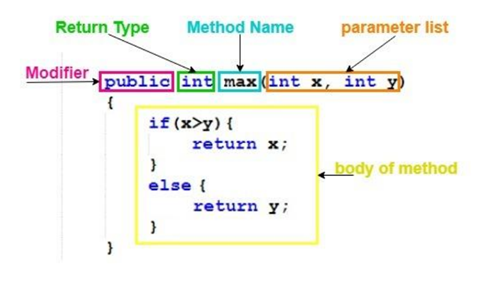 Return Type Method Name parameter list
Modifier
public int max(int x, int y)
{
if(x>y){
return x;
}
else {
return y;
}
}
body of method